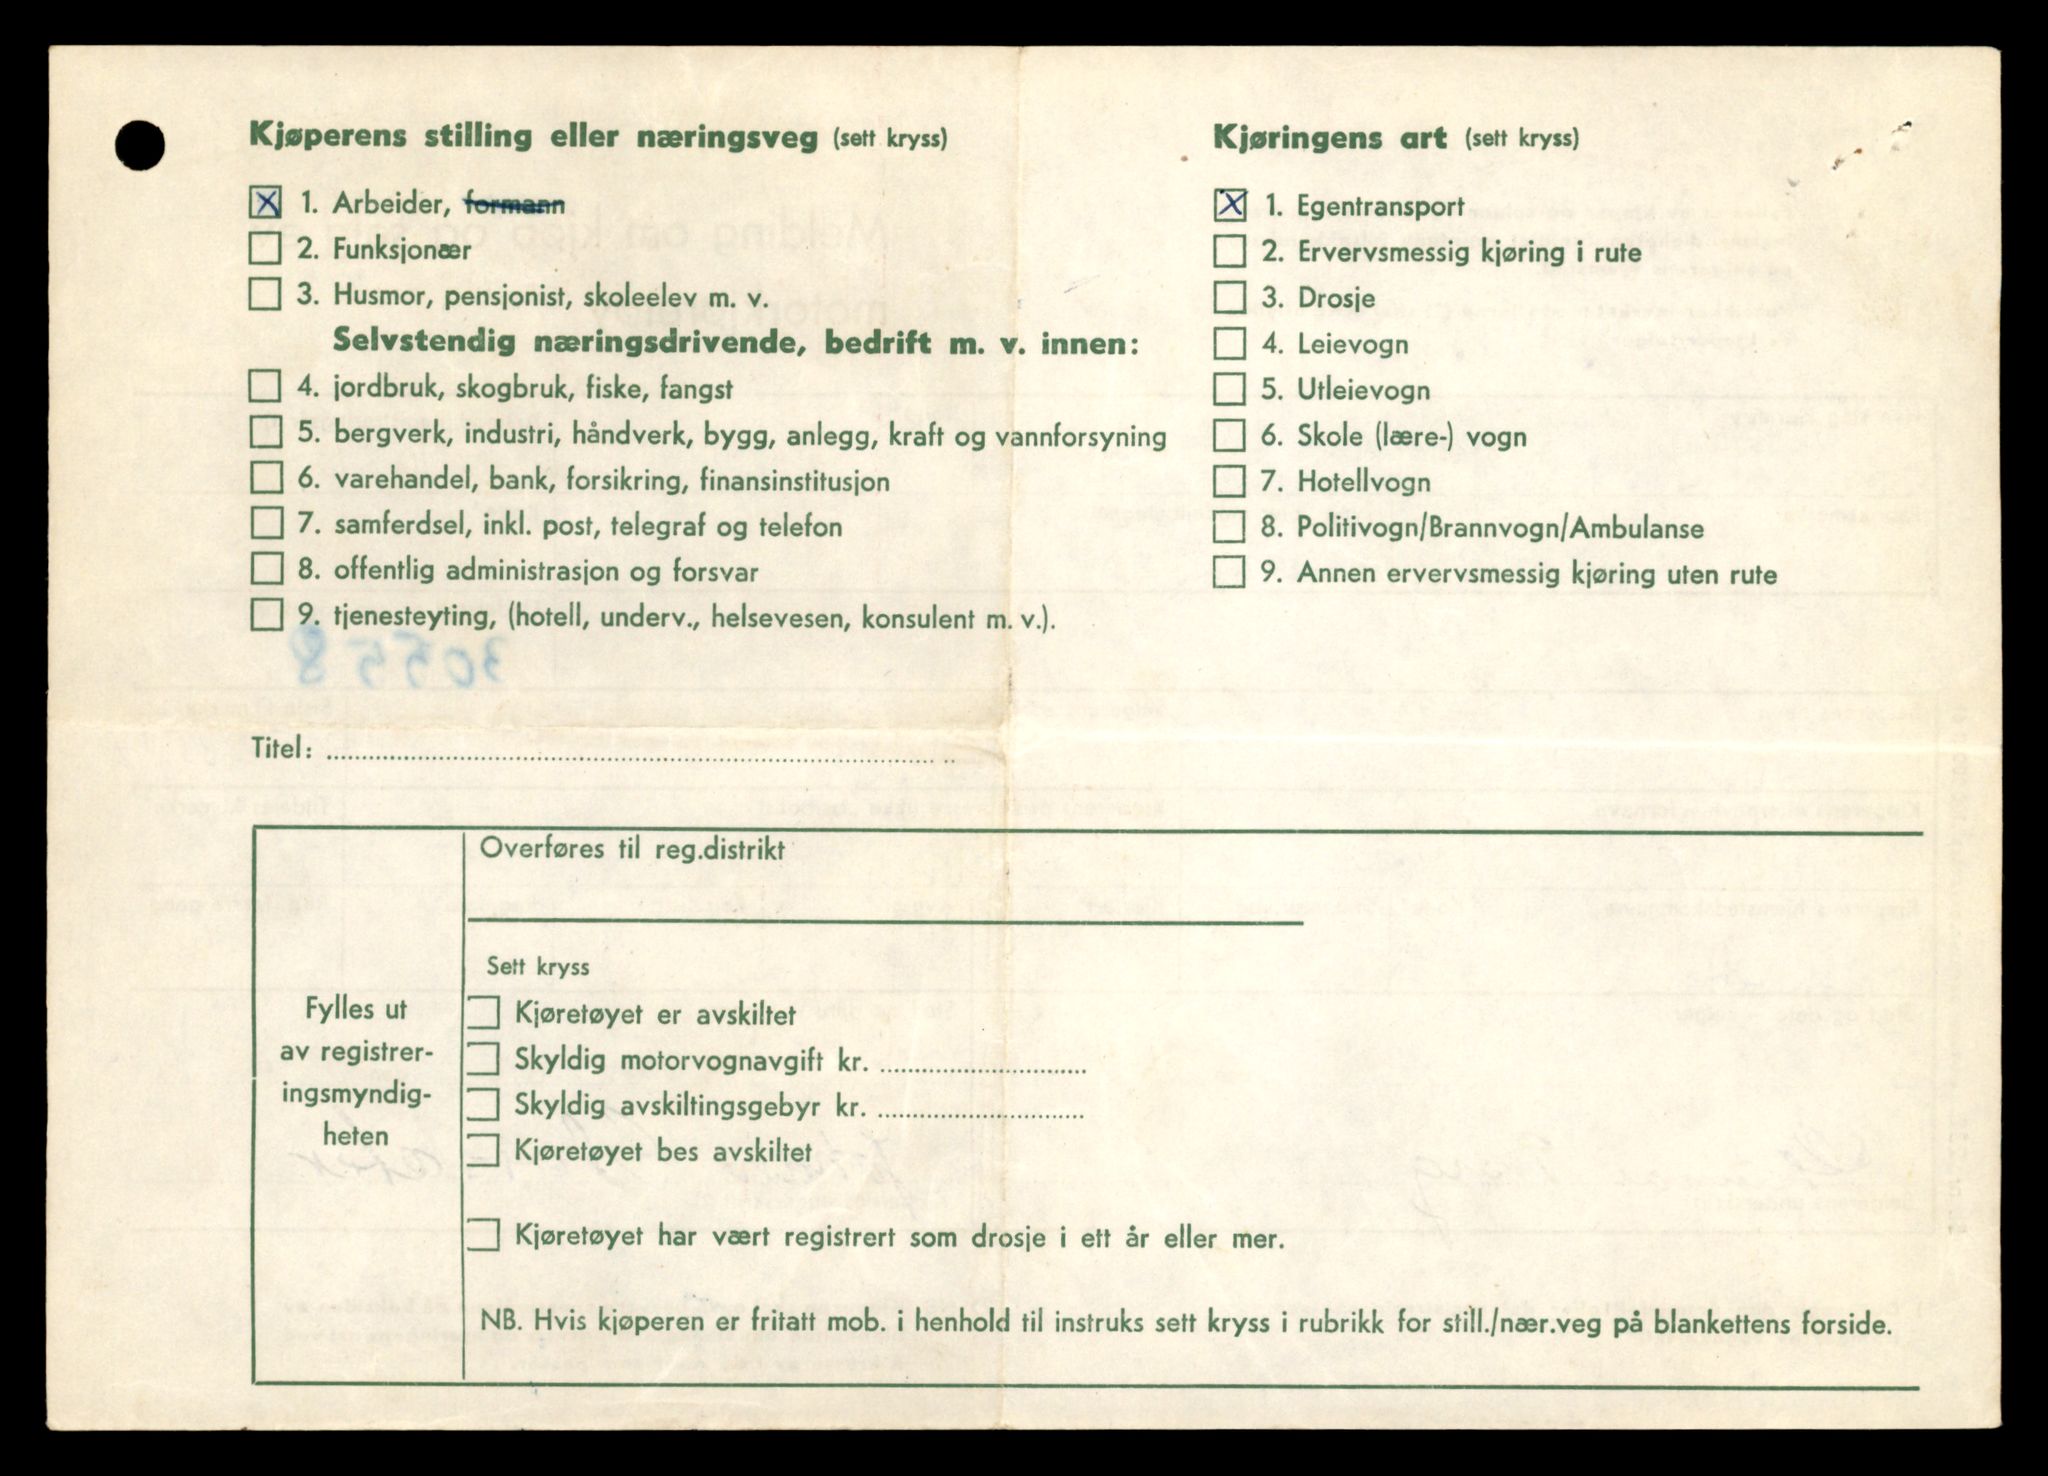 Kjøperens stilling eller næringsveg (sett kryss)
X 1. Arbeider, formann
2. Funksjonær
3. Husmor, pensjonist, skoleelev m. v.
Selvstendig næringsdrivende, bedrift m. v. innen:
4. jordbruk, skogbruk, fiske, fangst
5. bergverk, industri, håndverk, bygg, anlegg, kraft og vannforsyning
6. varehandel, bank, forsikring, finansinstitusjon
7. samferdsel, inkl. post, telegraf og telefon
8. offentlig administrasjon og forsvar
9. tjenesteyting, (hotell, underv., helsevesen, konsulent m. v.).
Kjøringens art (sett kryss)
X 1. Egentransport
2. Ervervsmessig kjøring i rute
3. Drosje
4. Leievogn
5. Utleievogn
6. Skole (lære-) vogn
7. Hotellvogn
8. Politivogn/Brannvogn/Ambulanse
9. Annen ervervsmessig kjøring uten rute
30558
Titel:
Fylles ut
av registrer-
ingsmyndig-
heten
Overføres til reg.distrikt
Sett kryss
Kjøretøyet er avskiltet
Skyldig motorvognavgift kr.
Skyldig avskiltingsgebyr kr.
Kjøretøyet bes avskiltet
Kjøretøyet har vært registrert som drosje i ett år eller mer.
NB. Hvis kjøperen er fritatt mob. i henhold til instruks sett kryss i rubrikk for still./nær.veg på blankettens forside.